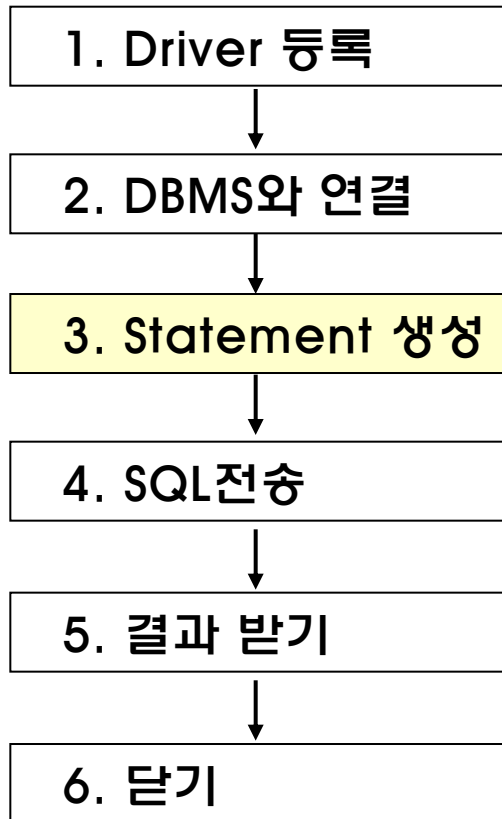 1. Driver 등록
2. DBMS와 연결
3. Statement 생성
4. SQL전송
5. 결과 받기
6. 닫기